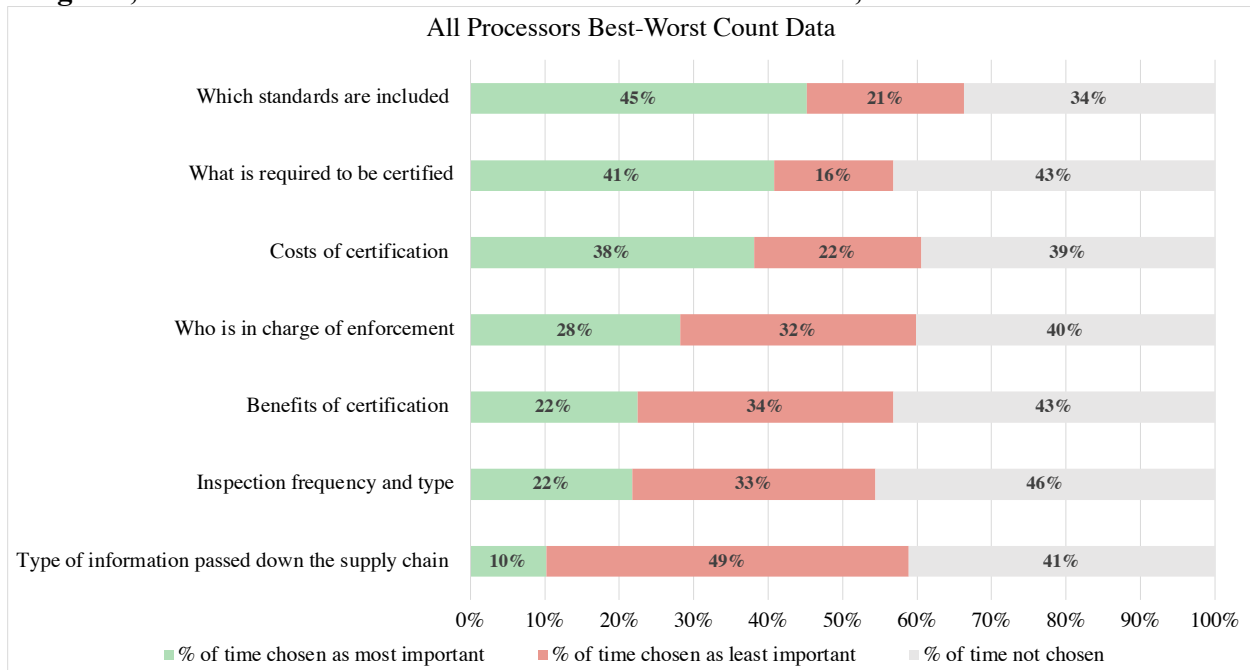 All Processors Best-Worst Count Data
Which standards are included 45% 21% 34%
What is required to be certified 41% 16% 43%
Costs of certification 38% 22% 39%
Who is in charge of enforcement 28% 32% 40%
Benefits of certification 22% 34% 43%
Inspection frequency and type 22% 33% 46%
Type of information passed down the supply chain 10% 49% 41%
0% 10% 20% 30% 40% 50% 60% 70% 80% 90% 100%
% of time chosen as most important % of time chosen as least important % of time not chosen